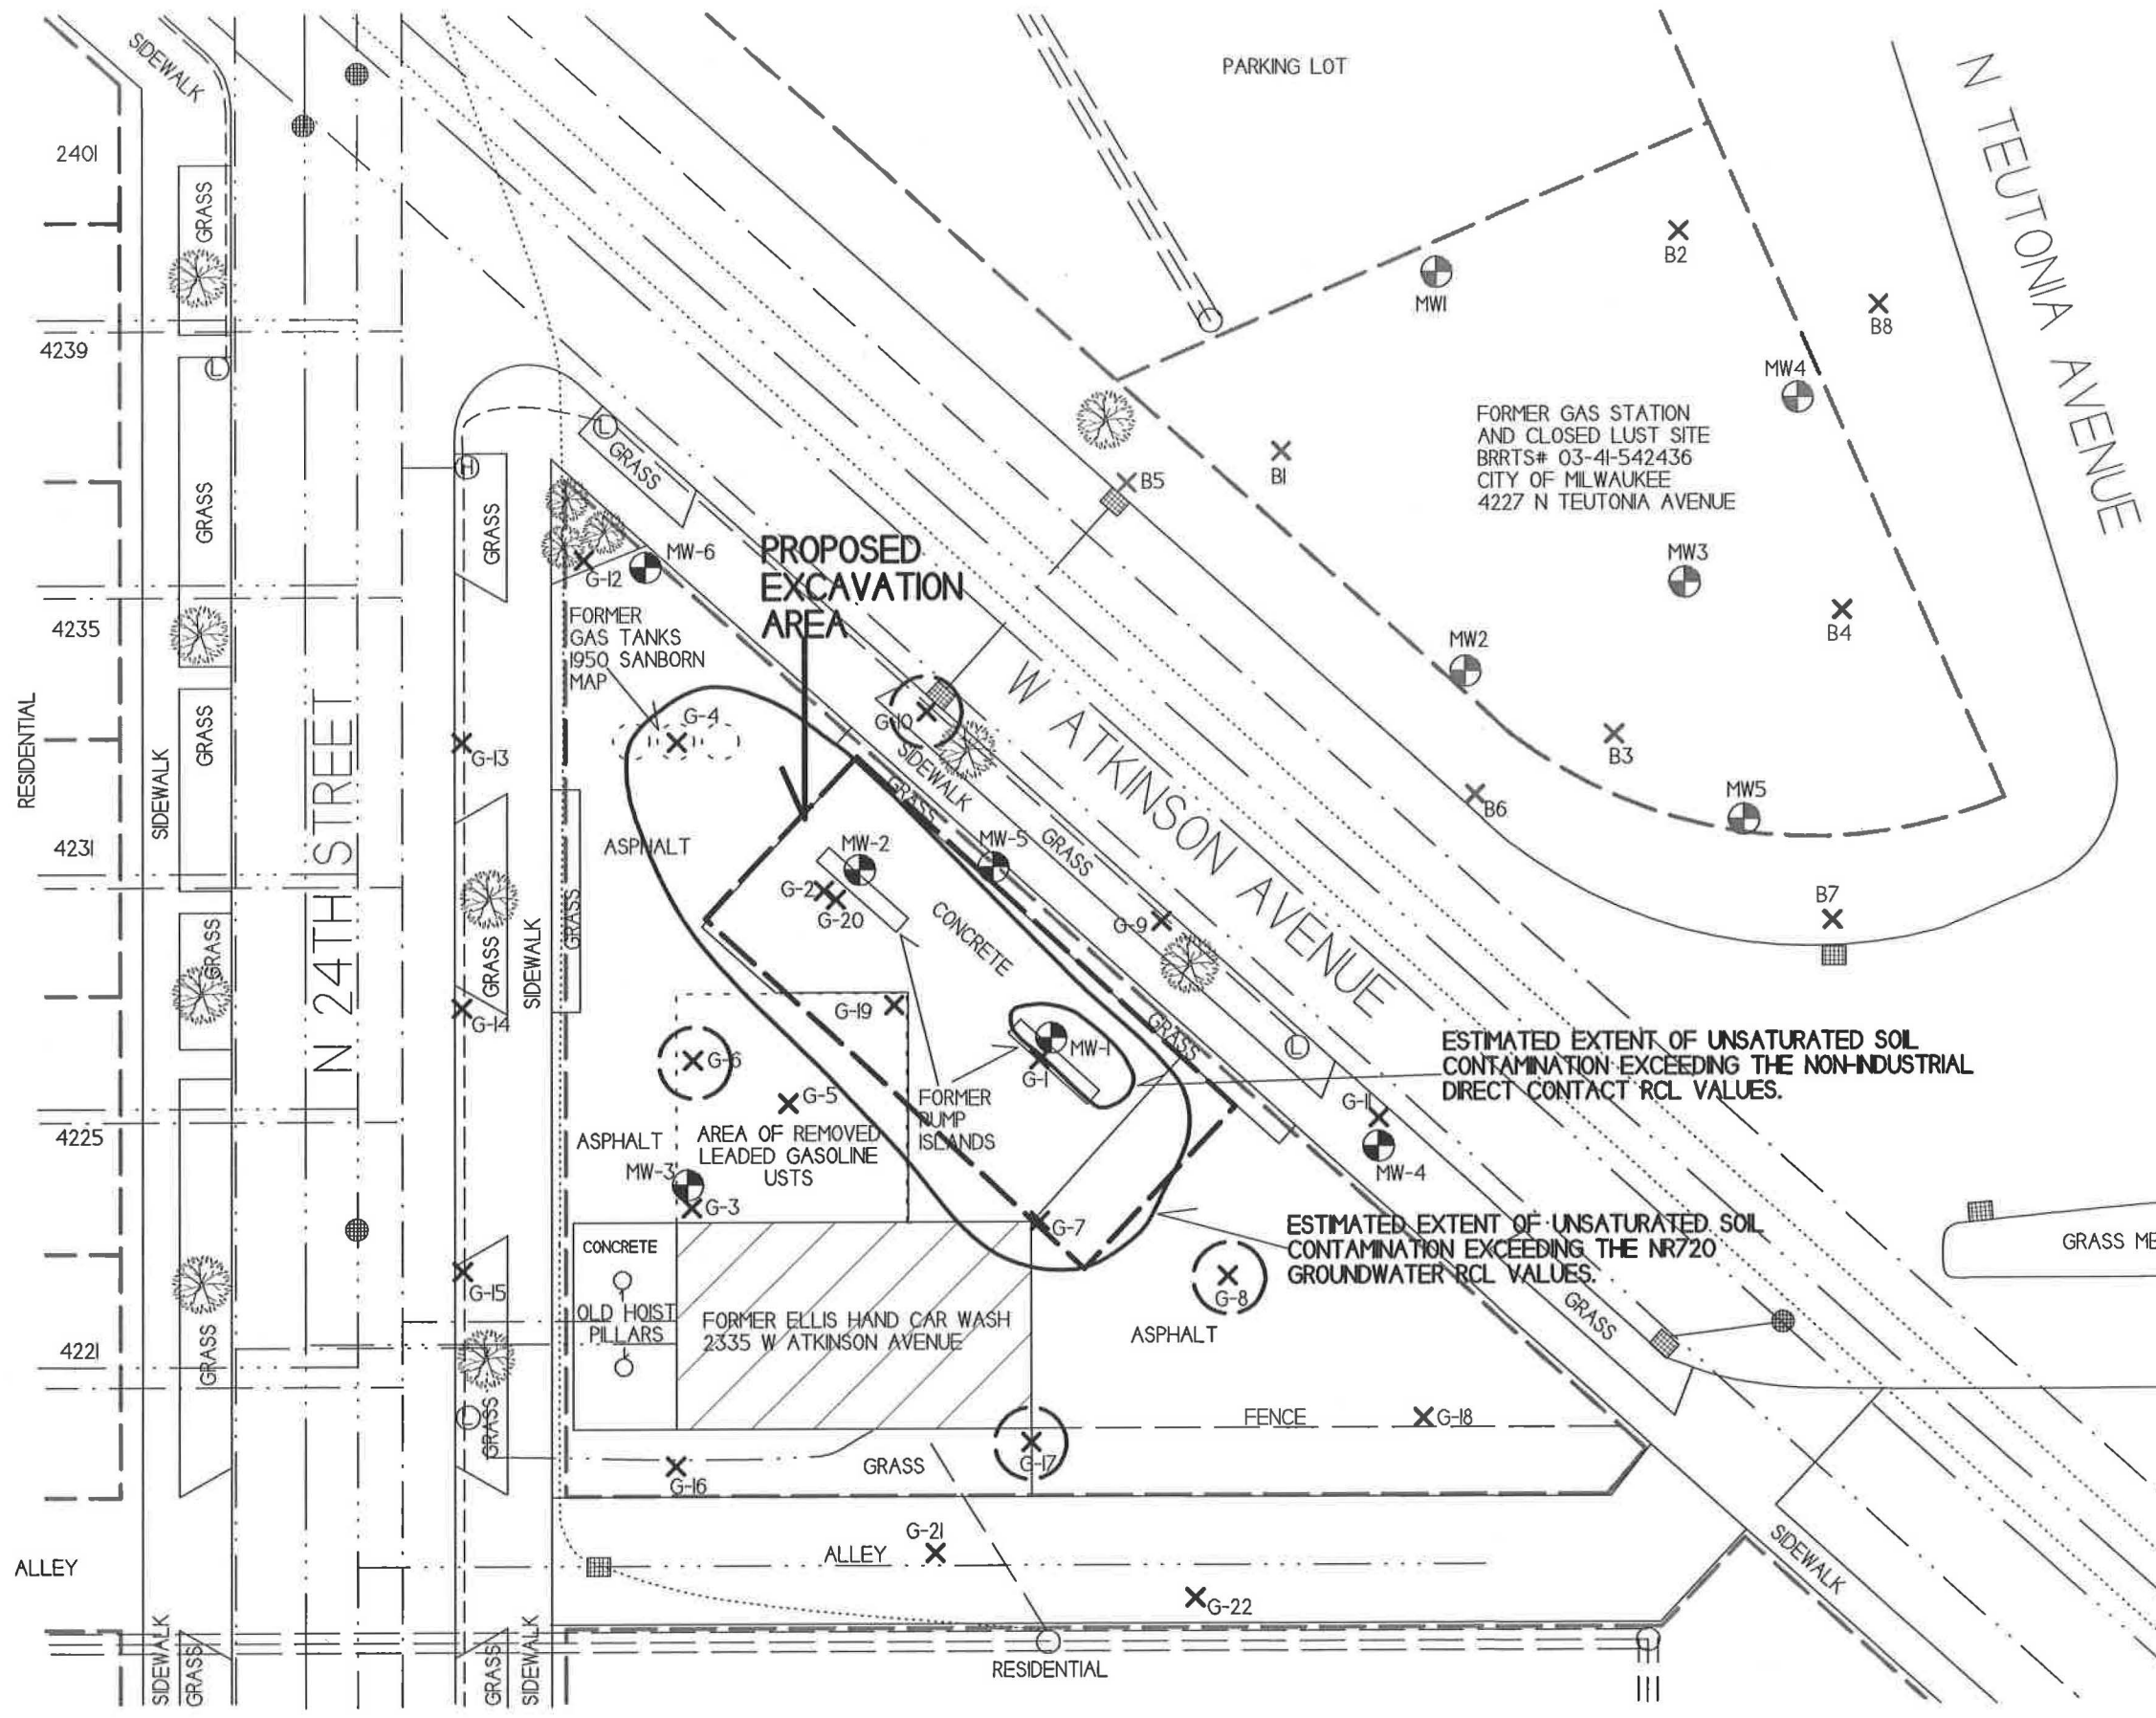 SIDEWALK
PARKING LOT
N TEUTONIA AVENUE
2401
GRASS
B2
MW1
B8
4239
MW4
FORMER GAS STATION
AND CLOSED LUST SITE
BRRTS# 03-41-542436
CITY OF MILWAUKEE
4227 N TEUTONIA AVENUE
L
L
GRASS
H
B1
B5
GRASS
GRASS
MW-6
G-12
PROPOSED
EXCAVATION
AREA
MW3
B4
4235
FORMER
GAS TANKS
1950 SANBORN
MAP
MW2
W ATKINSON AVENUE
RESIDENTIAL
SIDEWALK
GRASS
N 24TH STREET
G-4
G-10
G-13
SIDEWALK
GRASS
B3
B6
MW5
4231
ASPHALT
MW-2
MW-5
GRASS
G-2
G-20
CONCRETE
G-9
B7
GRASS
GRASS
SIDEWALK
GRASS
G-14
G-19
MW-1
G-1
GRASS
L
ESTIMATED EXTENT OF UNSATURATED SOIL
CONTAMINATION EXCEEDING THE NON-INDUSTRIAL
DIRECT CONTACT RCL VALUES.
G-6
G-5
FORMER
PUMP
ISLANDS
G-11
MW-4
4225
ASPHALT
AREA OF REMOVED
LEADED GASOLINE
USTS
MW-3
G-3
G-7
ESTIMATED EXTENT OF UNSATURATED SOIL
CONTAMINATION EXCEEDING THE NR720
GROUNDWATER RCL VALUES.
GRASS ME
CONCRETE
G-8
G-15
OLD HOIST
PILLARS
FORMER ELLIS HAND CAR WASH
2335 W ATKINSON AVENUE
ASPHALT
GRASS
4221
GRASS
L
GRASS
FENCE
G-18
G-17
GRASS
G-16
G-21
ALLEY
ALLEY
SIDEWALK
G-22
SIDEWALK
GRASS
GRASS
SIDEWALK
RESIDENTIAL